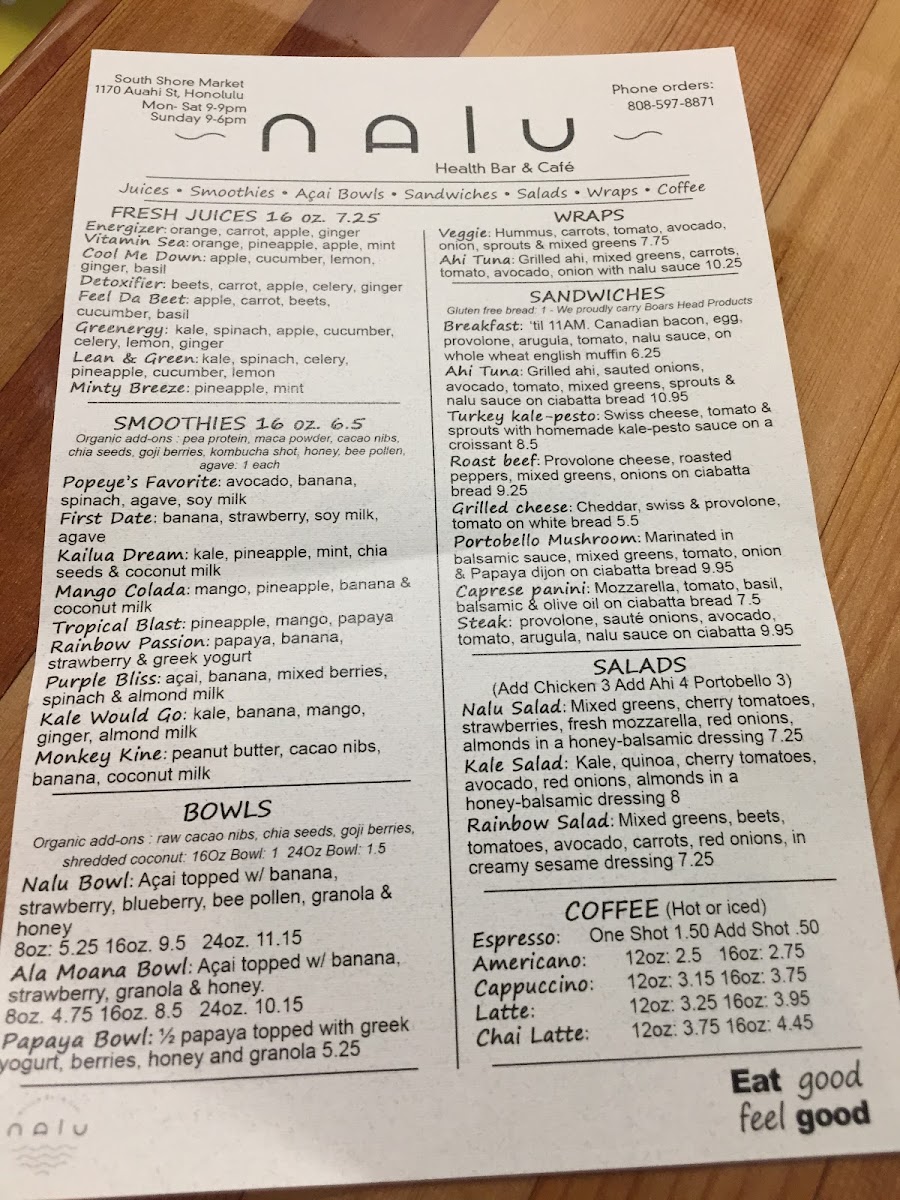 South Shore Market
1170 Auahi St, Honolulu
Mon- Sat 9-9pm
Sunday 9-6pm
Phone orders:
808-597-8871
nalu
Health Bar & Café
Juices • Smoothies • Açai Bowls • Sandwiches • Salads • Wraps • Coffee
FRESH JUICES 16 oz. 7.25
Energizer: orange, carrot, apple, ginger
Vitamin Sea: orange, pineapple, apple, mint
Cool Me Down: apple, cucumber, lemon,
ginger, basil
Detoxifier: beets, carrot, apple, celery, ginger
Feel Da Beet: apple, carrot, beets,
cucumber, basil
Greenergy: kale, spinach, apple, cucumber,
celery, lemon, ginger
Lean & Green: kale, spinach, celery,
pineapple, cucumber, lemon
Minty Breeze: pineapple, mint
SMOOTHIES 16 oz. 6.5
Organic add-ons : pea protein, maca powder, cacao nibs,
chia seeds, goji berries, kombucha shot, honey, bee pollen,
agave: 1 each
Popeye's Favorite: avocado, banana,
spinach, agave, soy milk
First Date: banana, strawberry, soy milk,
agave
Kailua Dream: kale, pineapple, mint, chia
seeds & coconut milk
Mango Colada: mango, pineapple, banana &
coconut milk
Tropical Blast: pineapple, mango, papaya
Rainbow Passion: papaya, banana,
strawberry & greek yogurt
Purple Bliss: açai, banana, mixed berries,
spinach & almond milk
Kale Would Go: kale, banana, mango,
ginger, almond milk
Monkey Kine: peanut butter, cacao nibs,
banana, coconut milk
BOWLS
Organic add-ons : raw cacao nibs, chia seeds, goji berries,
shredded coconut: 16Oz Bowl: 1 24Oz Bowl: 1.5
Nalu Bowl: Açai topped w/ banana,
strawberry, blueberry, bee pollen, granola &
honey
8oz: 5.25 16oz. 9.5 24oz. 11.15
Ala Moana Bowl: Açai topped w/ banana,
strawberry, granola & honey.
8oz. 4.75 16oz. 8.5 24oz. 10.15
Papaya Bowl: ½ papaya topped with greek
yogurt, berries, honey and granola 5.25
nalu
WRAPS
Veggie: Hummus, carrots, tomato, avocado,
onion, sprouts & mixed greens 7.75
Ahi Tuna: Grilled ahi, mixed greens, carrots,
tomato, avocado, onion with nalu sauce 10.25
SANDWICHES
Gluten free bread: 1 - We proudly carry Boars Head Products
Breakfast: 'til 11AM. Canadian bacon, egg,
provolone, arugula, tomato, nalu sauce, on
whole wheat english muffin 6.25
Ahi Tuna: Grilled ahi, sauted onions,
avocado, tomato, mixed greens, sprouts &
nalu sauce on ciabatta bread 10.95
Turkey kale-pesto: Swiss cheese, tomato &
sprouts with homemade kale-pesto sauce on a
croissant 8.5
Roast beef: Provolone cheese, roasted
peppers, mixed greens, onions on ciabatta
bread 9.25
Grilled cheese: Cheddar, swiss & provolone,
tomato on white bread 5.5
Portobello Mushroom: Marinated in
balsamic sauce, mixed greens, tomato, onion
& Papaya dijon on ciabatta bread 9.95
Caprese panini: Mozzarella, tomato, basil,
balsamic & olive oil on ciabatta bread 7.5
Steak: provolone, sauté onions, avocado,
tomato, arugula, nalu sauce on ciabatta 9.95
SALADS
(Add Chicken 3 Add Ahi 4 Portobello 3)
Nalu Salad: Mixed greens, cherry tomatoes,
strawberries, fresh mozzarella, red onions,
almonds in a honey-balsamic dressing 7.25
Kale Salad: Kale, quinoa, cherry tomatoes,
avocado, red onions, almonds in a
honey-balsamic dressing 8
Rainbow Salad: Mixed greens, beets,
tomatoes, avocado, carrots, red onions, in
creamy sesame dressing 7.25
COFFEE (Hot or iced)
Espresso: One Shot 1.50 Add Shot .50
Americano: 12oz: 2.5 16oz: 2.75
Cappuccino: 12oz: 3.15 16oz: 3.75
Latte: 12oz: 3.25 16oz: 3.95
Chai Latte: 12oz: 3.75 16oz: 4.45
Eat good
feel good